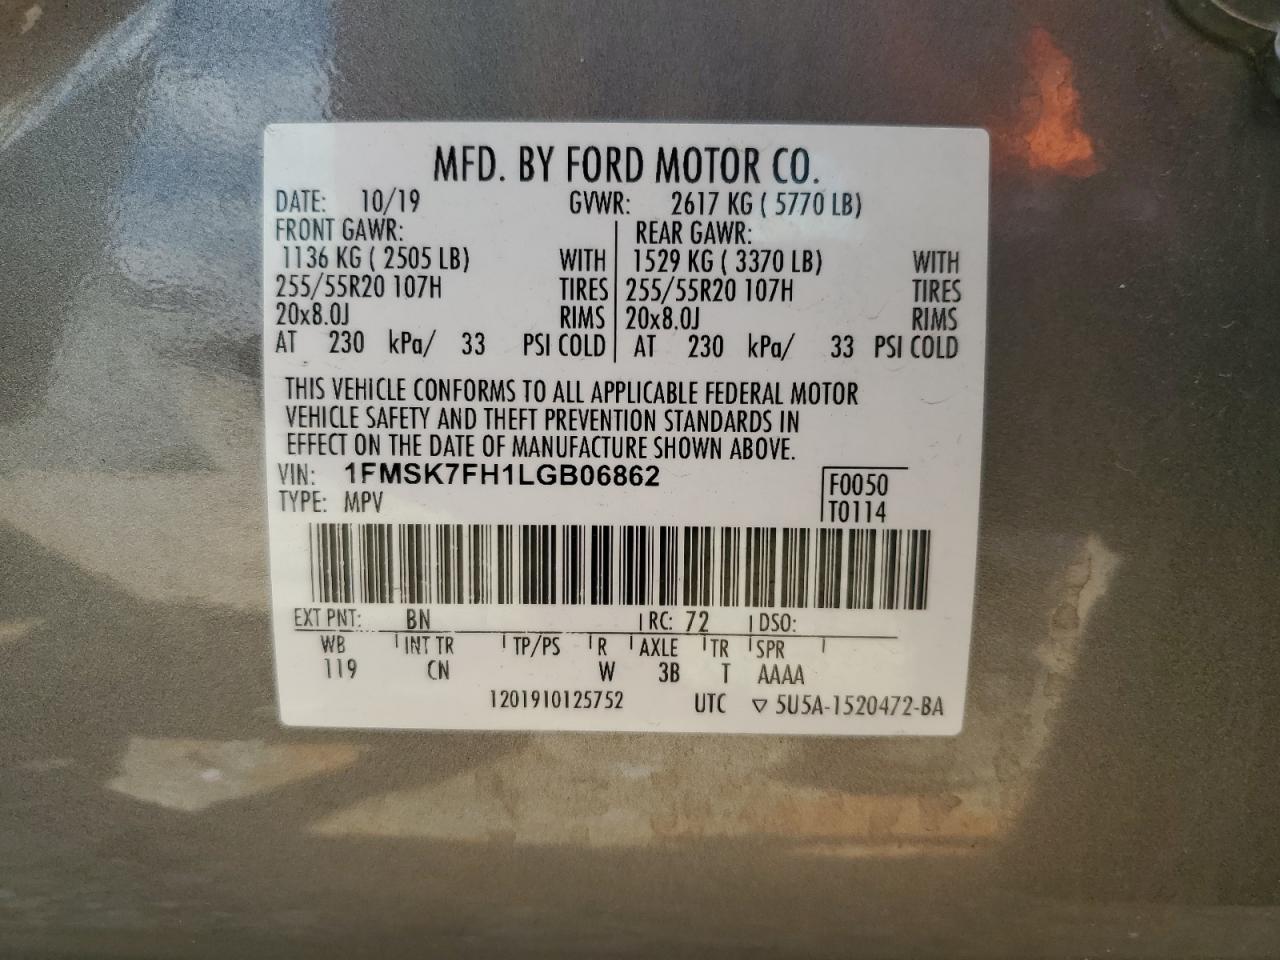 MFD. BY FORD MOTOR CO.
DATE: 10/19 GVWR: 2617 KG ( 5770 LB)
FRONT GAWR: REAR GAWR:
1136 KG ( 2505 LB) WITH 1529 KG ( 3370 LB) WITH
255/55R20 107H TIRES 255/55R20 107H TIRES
20x8.0J RIMS 20x8.0J RIMS
AT 230 kPa/ 33 PSI COLD AT 230 kPa/ 33 PSI COLD
THIS VEHICLE CONFORMS TO ALL APPLICABLE FEDERAL MOTOR
VEHICLE SAFETY AND THEFT PREVENTION STANDARDS IN
EFFECT ON THE DATE OF MANUFACTURE SHOWN ABOVE.
VIN: 1FMSK7FH1LGB06862 F0050
TYPE: MPV T0114
EXT PNT: BN RC: 72 DSO:
WB INT TR TP/PS R AXLE TR SPR
119 CN W 3B T AAAA
1201910125752 UTC ▽ 5U5A-1520472-BA